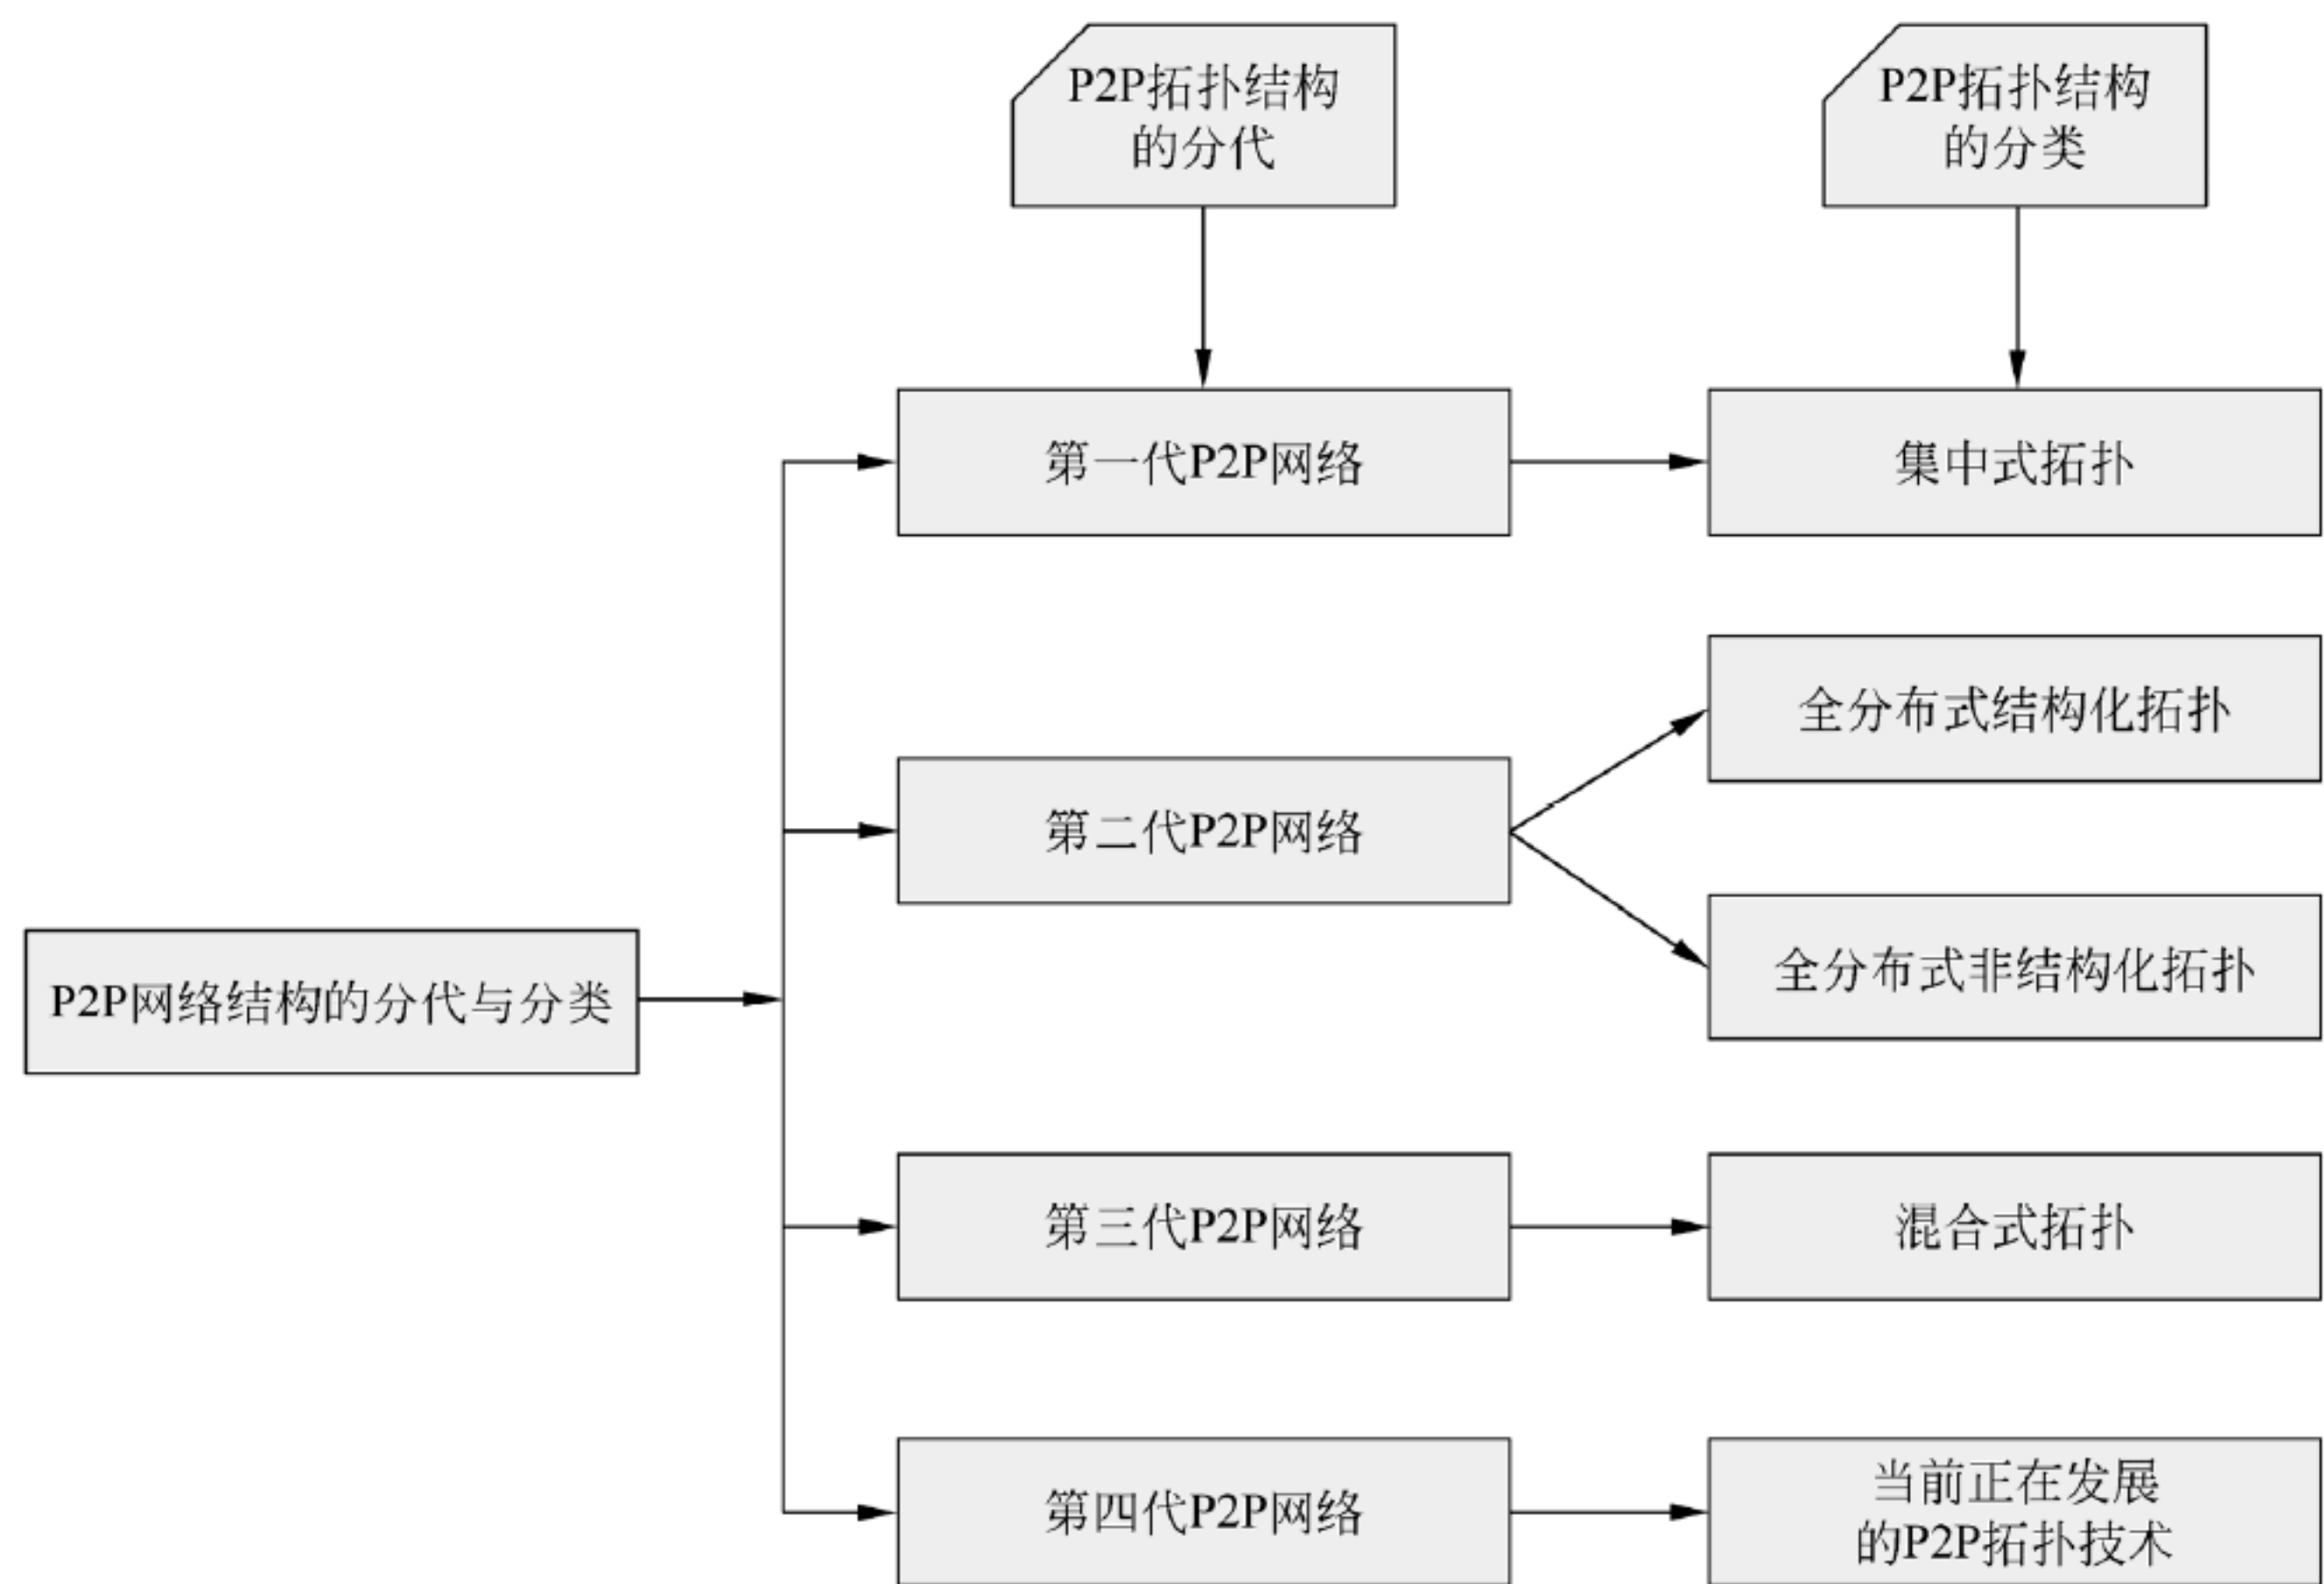 P2P拓扑结构
的分代
P2P拓扑结构
的分类
第一代P2P网络
集中式拓扑
全分布式结构化拓扑
第二代P2P网络
全分布式非结构化拓扑
P2P网络结构的分代与分类
第三代P2P网络
混合式拓扑
第四代P2P网络
当前正在发展
的P2P拓扑技术